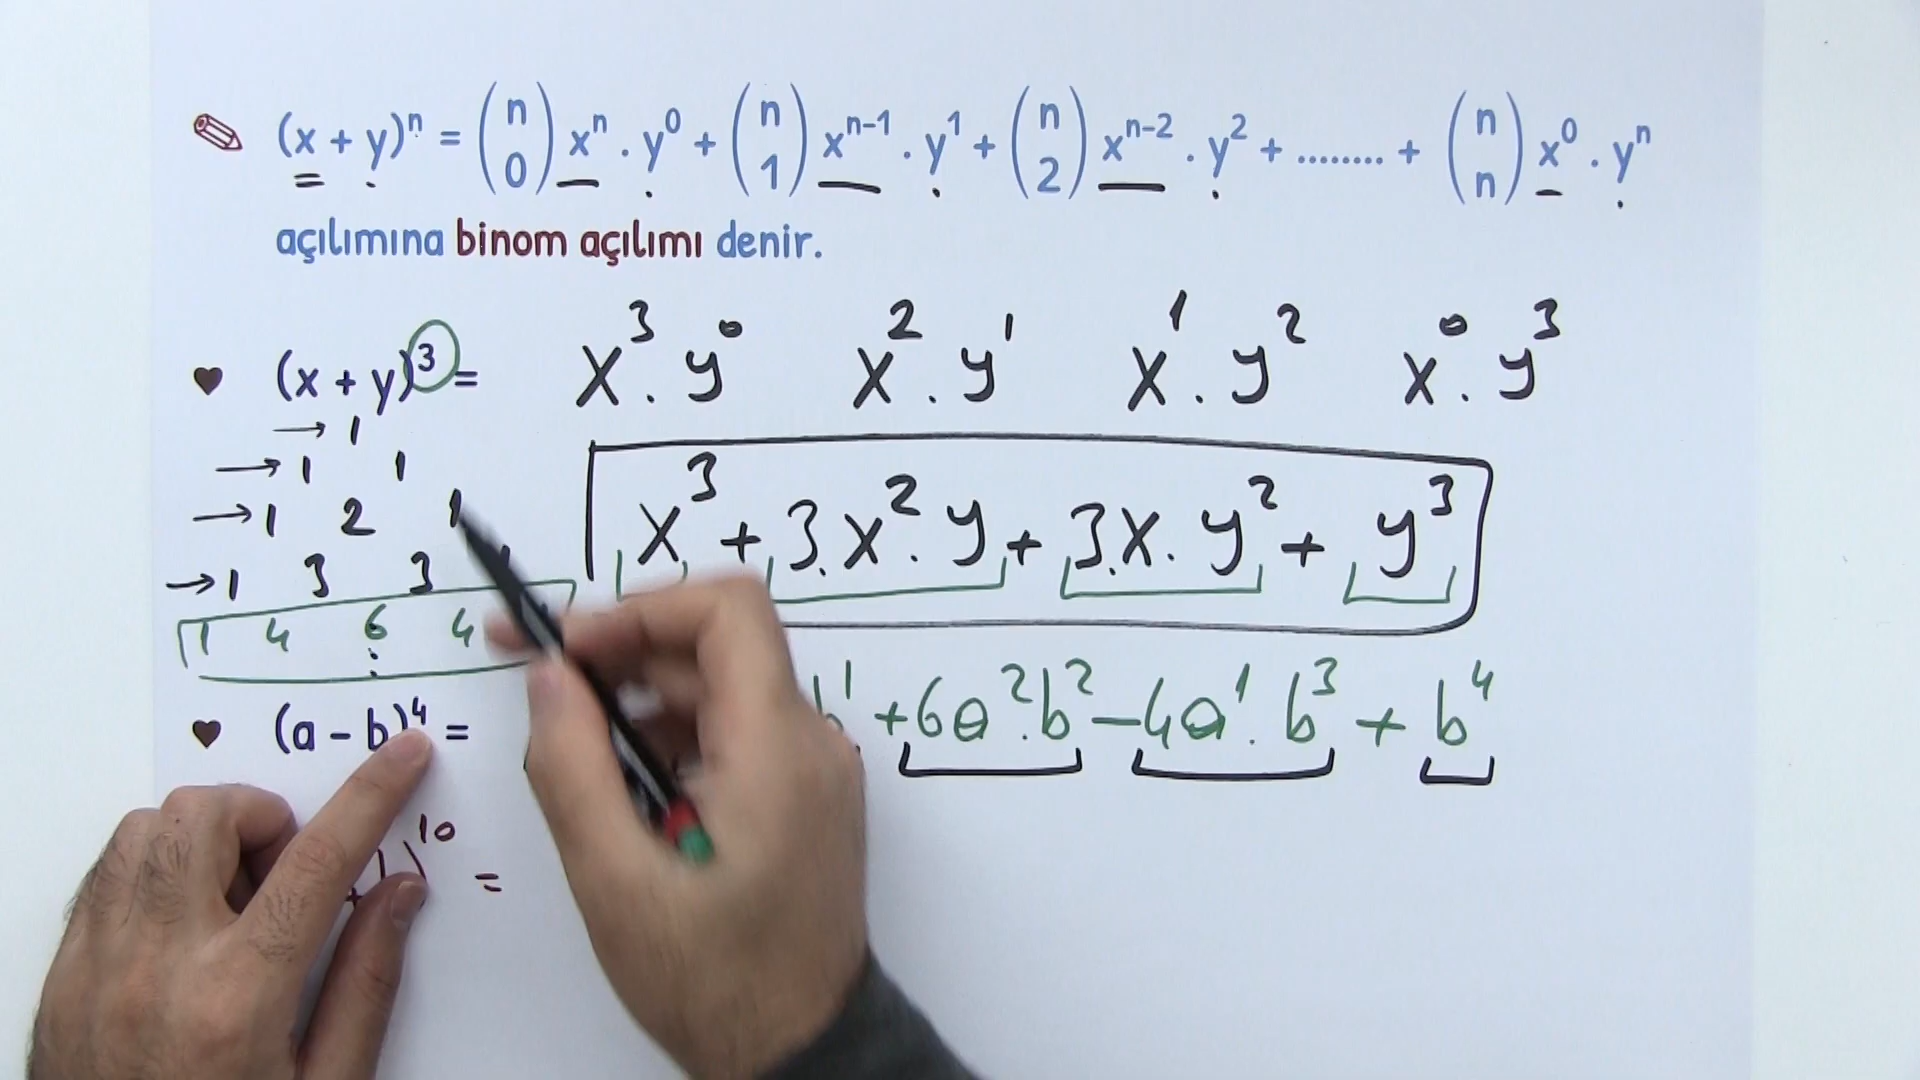 (x + y)ⁿ = (n 0) xⁿ . y⁰ + (n 1) xⁿ⁻¹ . y¹ + (n 2) xⁿ⁻² . y² + ........ + (n n) x⁰ . yⁿ
açılımına binom açılımı denir.
x³ . y⁰ x² . y¹ x¹ . y² x⁰ . y³
(x + y)³ =
→ 1
→ 1 1
→ 1 2 1
→ 1 3 3
1 4 6 4
x³ + 3.x².y + 3.x.y² + y³
(a - b)⁴ =
b¹ + 6a².b² - 4a¹.b³ + b⁴
)¹⁰ =